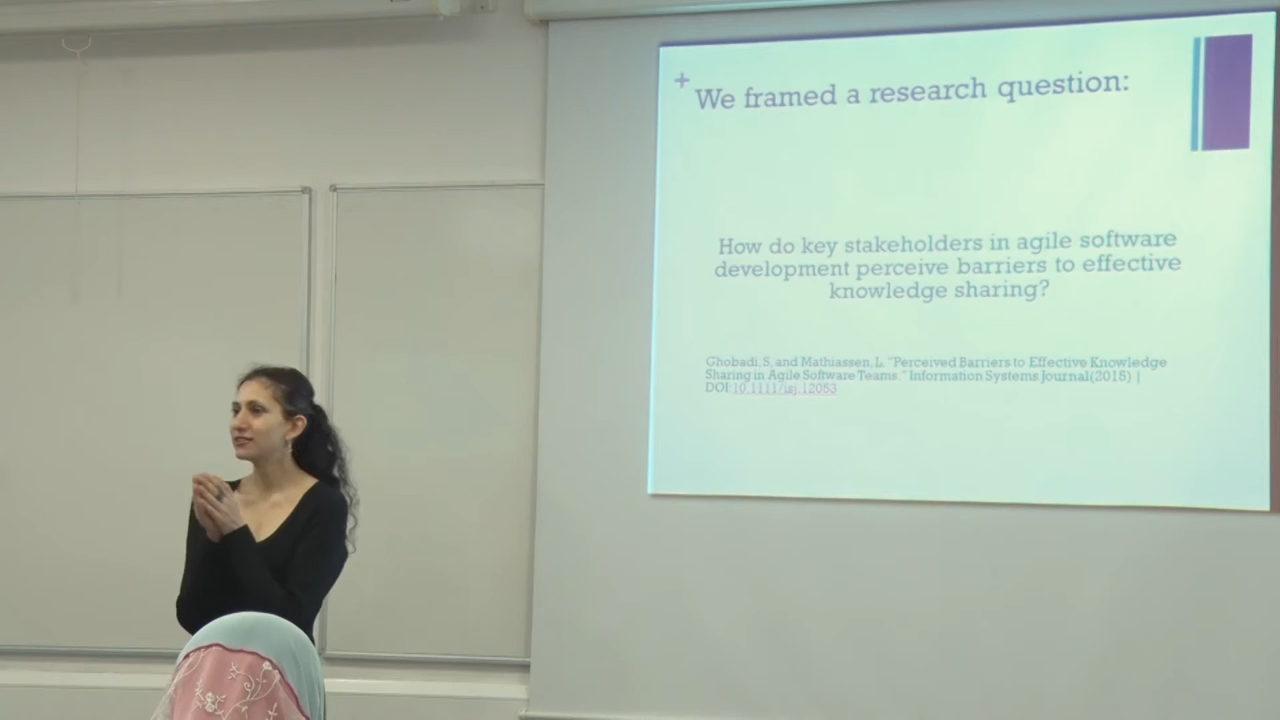 +
We framed a research question:
How do key stakeholders in agile software
development perceive barriers to effective
knowledge sharing?
Ghobadi, S. and Mathiassen, L. "Perceived Barriers to Effective Knowledge
Sharing in Agile Software Teams." Information Systems Journal(2015) |
DOI:10.1111/isj.12053